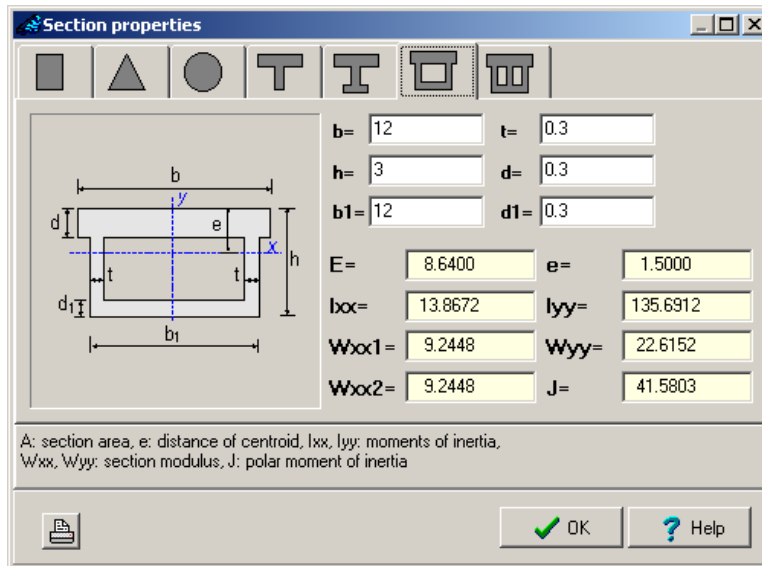 Section properties
b= 12 t= 0.3
h= 3 d= 0.3
b1= 12 d1= 0.3
E= 8.6400 e= 1.5000
Ixx= 13.8672 Iyy= 135.6912
Wxx1= 9.2448 Wyy= 22.6152
Wxx2= 9.2448 J= 41.5803
b
y
d
e
x
h
t t
d1
b1
A: section area, e: distance of centroid, Ixx, Iyy: moments of inertia,
Wxx, Wyy: section modulus, J: polar moment of inertia
OK
? Help